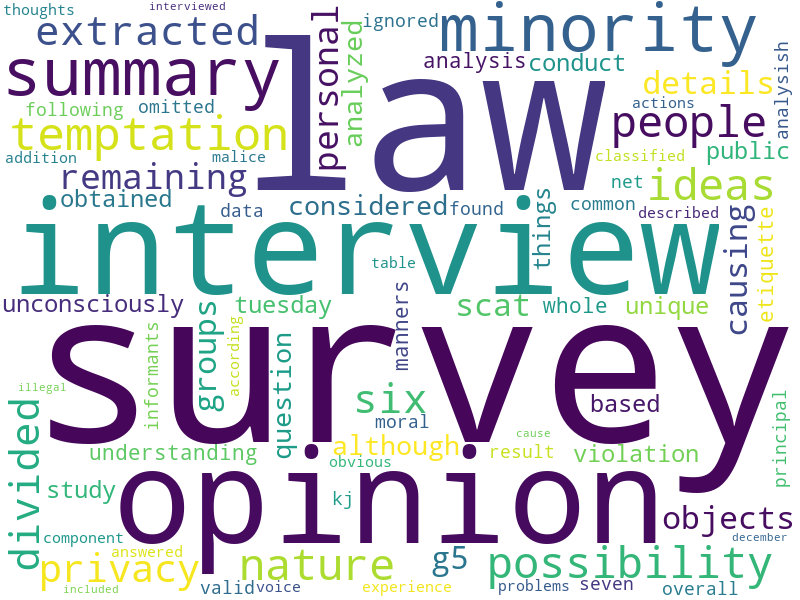 thoughts
interviewed
extracted
law
personal
analyzed
ignored
minority
summary
analysis
conduct
analysish
details
following
omitted
actions
people
temptation
addition
malice
classified
public
remaining
obtained
data
considered
found
things
common
net
described
ideas
interview
table
causing
etiquette
unconsciously
groups
tuesday
manners
scat
whole
unique
survey
informants
according
question
illegal
divided
six
moral
based
principal
understanding
although
obvious
result
cause
violation
study
opinion
kj
objects
component
answered
privacy
included
nature
valid
voice
experience
g5
possibility
problems
seven
overall
december